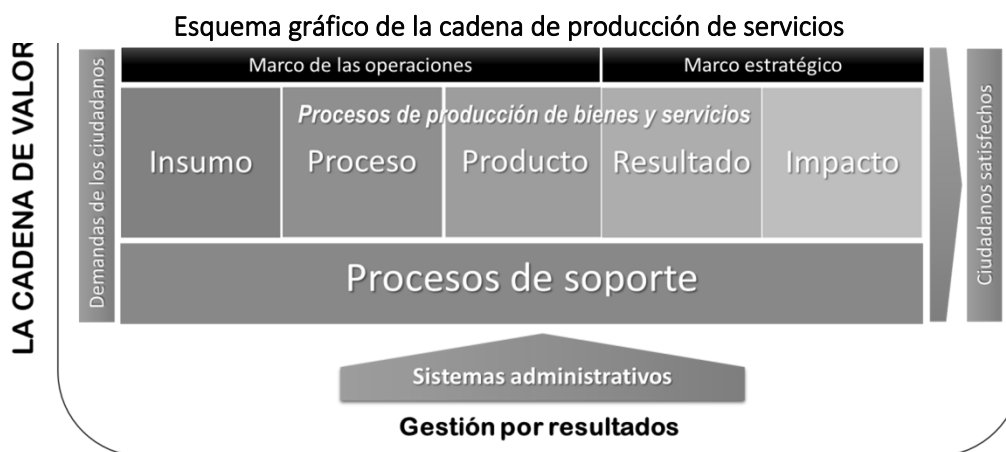 Esquema gráfico de la cadena de producción de servicios
LA CADENA DE VALOR
Demandas de los ciudadanos
Marco de las operaciones
Marco estratégico
Procesos de producción de bienes y servicios
Insumo
Proceso
Producto
Resultado
Impacto
Procesos de soporte
Ciudadanos satisfechos
Sistemas administrativos
Gestión por resultados